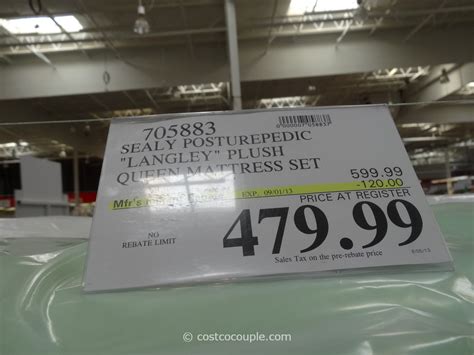 705883
SEALY POSTUREPEDIC
"LANGLEY" PLUSH
QUEEN MATTRESS SET
599.99
Mfr's EXP. 09/01/13 -120.00
PRICE AT REGISTER
NO
REBATE LIMIT
479.99
Sales Tax on the pre-rebate price
© costcocouple.com